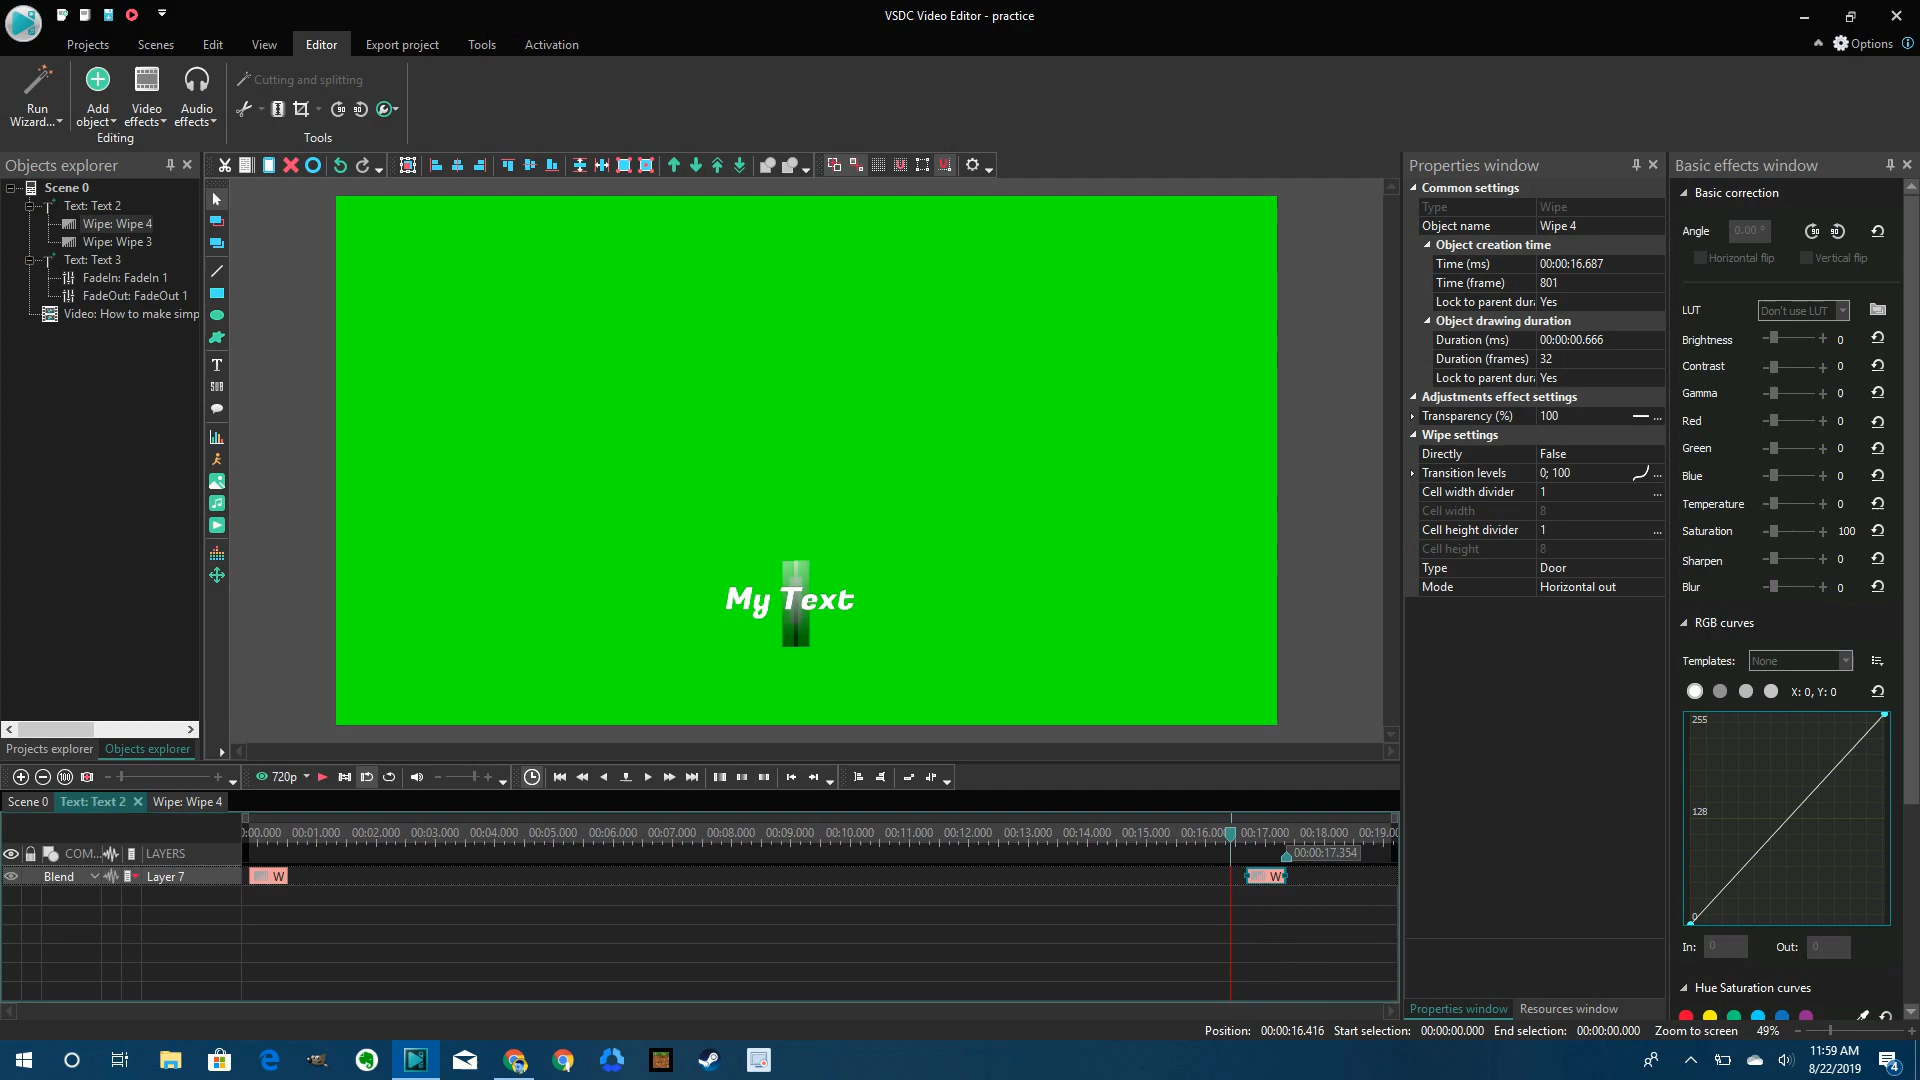 VSDC Video Editor - practice
Projects
Scenes
Edit
View
Editor
Export project
Tools
Activation
Options
Run
Wizard...
Add
object
Video
effects
Audio
effects
Editing
Cutting and splitting
Tools
Objects explorer
Scene 0
Text: Text 2
Wipe: Wipe 4
Wipe: Wipe 3
Text: Text 3
FadeIn: FadeIn 1
FadeOut: FadeOut 1
Video: How to make simp
Projects explorer
Objects explorer
T
SUB
My Text
Properties window
Common settings
Type Wipe
Object name Wipe 4
Object creation time
Time (ms) 00:00:16.687
Time (frame) 801
Lock to parent dura Yes
Object drawing duration
Duration (ms) 00:00:00.666
Duration (frames) 32
Lock to parent dura Yes
Adjustments effect settings
Transparency (%) 100 ...
Wipe settings
Directly False
Transition levels 0; 100 ...
Cell width divider 1 ...
Cell width 8
Cell height divider 1 ...
Cell height 8
Type Door
Mode Horizontal out
Properties window
Resources window
Basic effects window
Basic correction
Angle 0.00 °
90 90
Horizontal flip
Vertical flip
LUT Don't use LUT
Brightness 0
Contrast 0
Gamma 0
Red 0
Green 0
Blue 0
Temperature 0
Saturation 100
Sharpen 0
Blur 0
RGB curves
Templates: None
X: 0, Y: 0
255
128
0
In: 0 Out: 0
Hue Saturation curves
720p
Scene 0
Text: Text 2
Wipe: Wipe 4
0:00.000 00:01.000 00:02.000 00:03.000 00:04.000 00:05.000 00:06.000 00:07.000 00:08.000 00:09.000 00:10.000 00:11.000 00:12.000 00:13.000 00:14.000 00:15.000 00:16.000 00:17.000 00:18.000 00:19.0
00:00:17.354
COM... LAYERS
Blend Layer 7
W
W
Position: 00:00:16.416 Start selection: 00:00:00.000 End selection: 00:00:00.000 Zoom to screen 49%
11:59 AM
8/22/2019
4